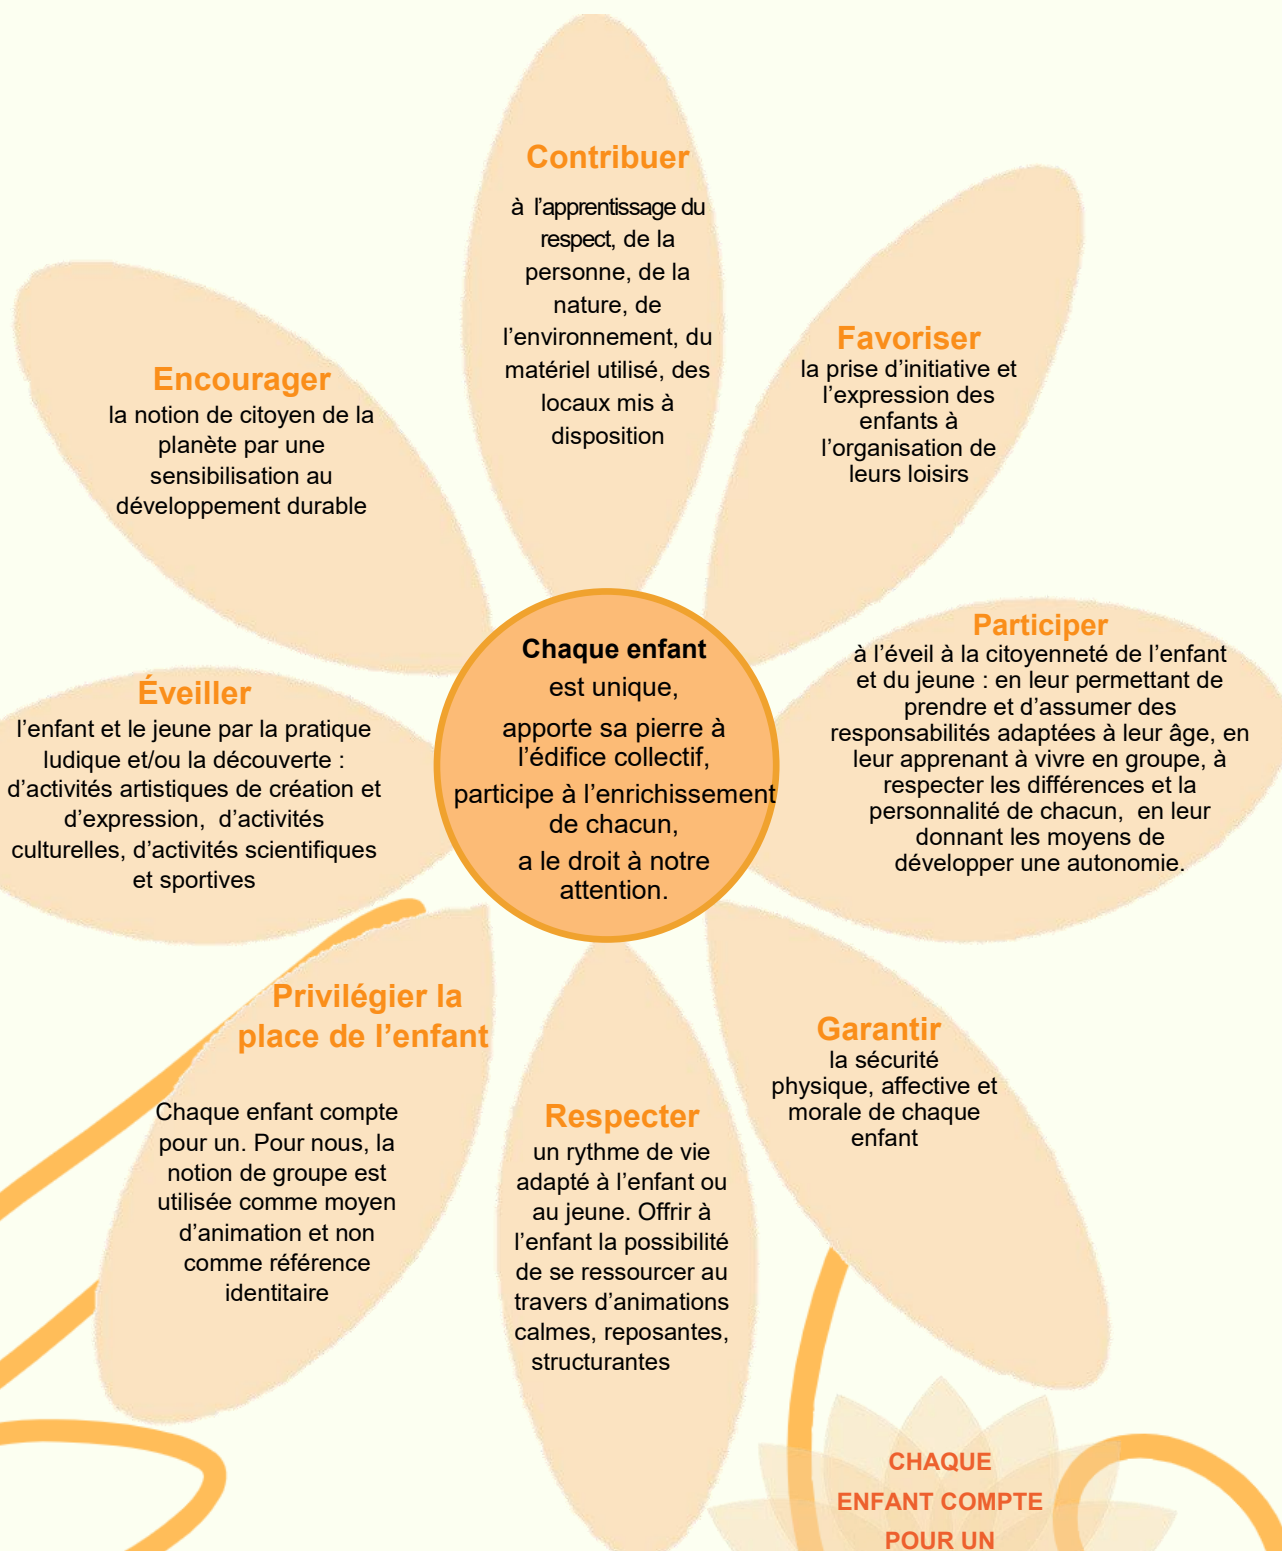 Contribuer
à l’apprentissage du
respect, de la
personne, de la
nature, de
l’environnement, du
matériel utilisé, des
locaux mis à
disposition
Favoriser
la prise d’initiative et
l’expression des
enfants à
l’organisation de
leurs loisirs
Encourager
la notion de citoyen de la
planète par une
sensibilisation au
développement durable
Participer
à l’éveil à la citoyenneté de l’enfant
et du jeune : en leur permettant de
prendre et d’assumer des
responsabilités adaptées à leur âge, en
leur apprenant à vivre en groupe, à
respecter les différences et la
personnalité de chacun, en leur
donnant les moyens de
développer une autonomie.
Chaque enfant
est unique,
apporte sa pierre à
l’édifice collectif,
participe à l’enrichissement
de chacun,
a le droit à notre
attention.
Éveiller
l’enfant et le jeune par la pratique
ludique et/ou la découverte :
d’activités artistiques de création et
d’expression, d’activités
culturelles, d’activités scientifiques
et sportives
Privilégier la
place de l’enfant
Chaque enfant compte
pour un. Pour nous, la
notion de groupe est
utilisée comme moyen
d’animation et non
comme référence
identitaire
Respecter
un rythme de vie
adapté à l’enfant ou
au jeune. Offrir à
l’enfant la possibilité
de se ressourcer au
travers d’animations
calmes, reposantes,
structurantes
Garantir
la sécurité
physique, affective et
morale de chaque
enfant
CHAQUE
ENFANT COMPTE
POUR UN